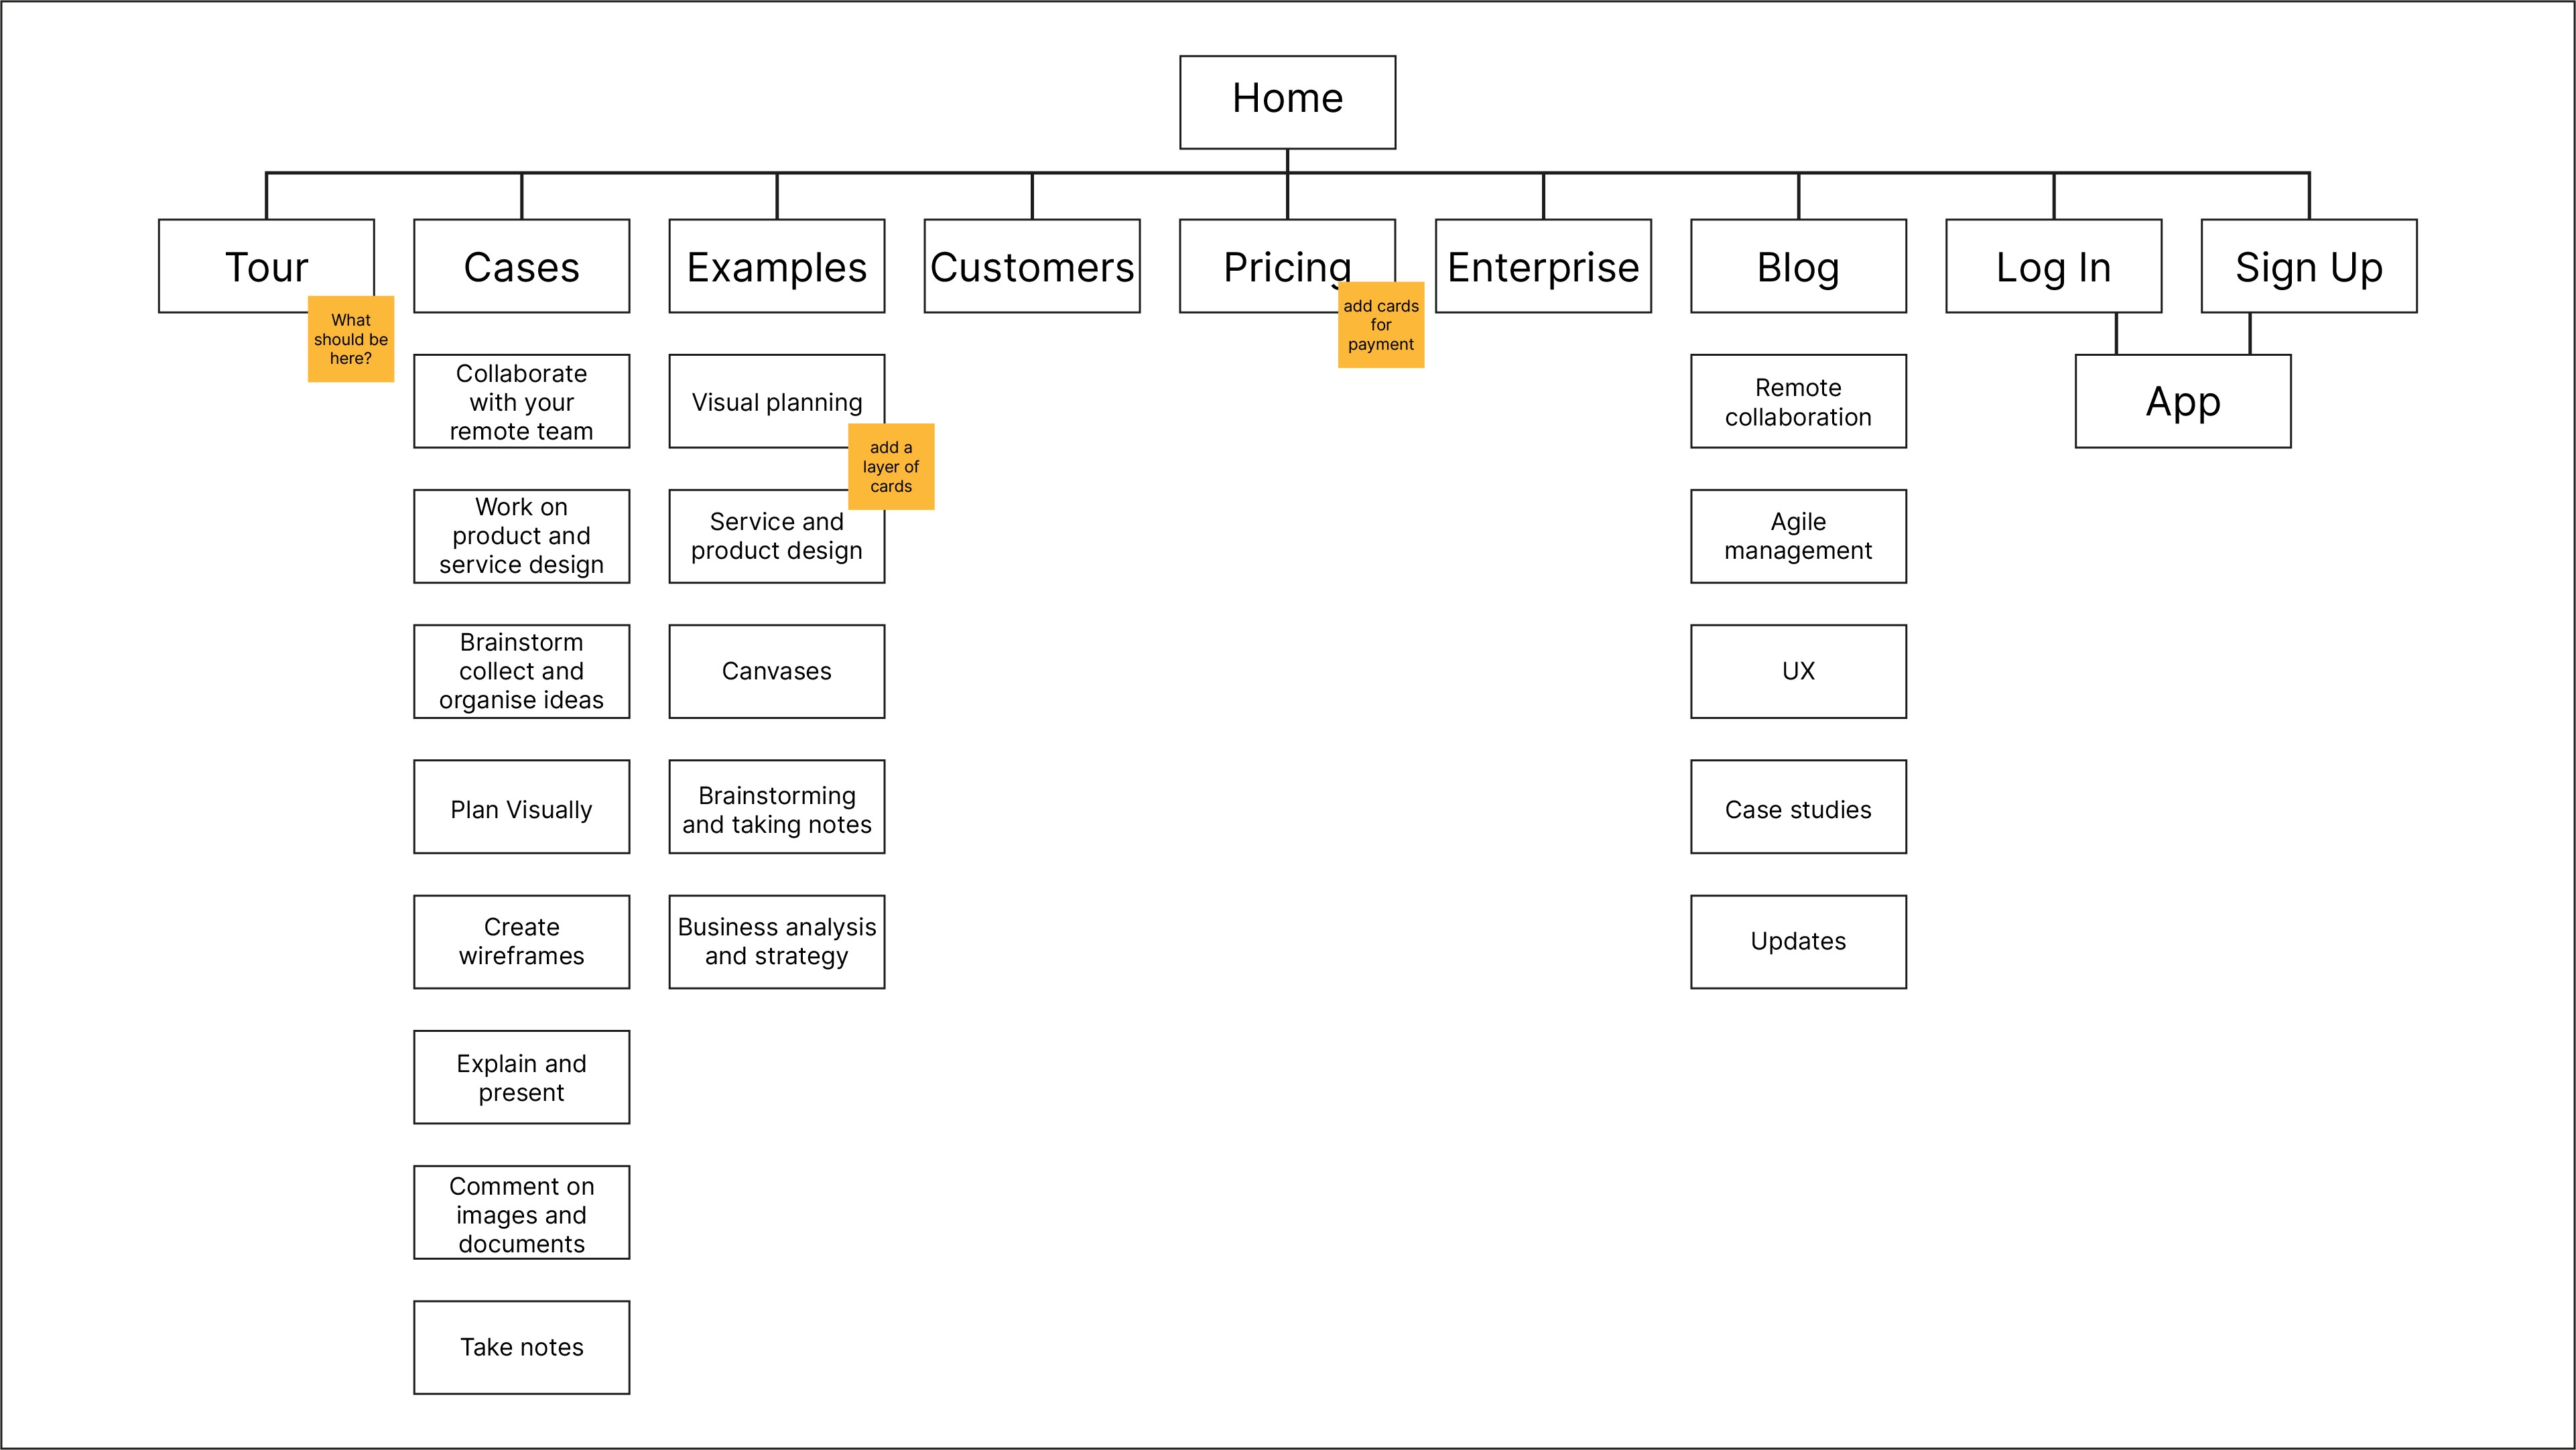 Home
Tour
Cases
Examples
Customers
Pricing
Enterprise
Blog
Log In
Sign Up
What
should be
here?
add cards
for
payment
Collaborate
with your
remote team
Work on
product and
service design
Brainstorm
collect and
organise ideas
Plan Visually
Create
wireframes
Explain and
present
Comment on
images and
documents
Take notes
Visual planning
add a
layer of
cards
Service and
product design
Canvases
Brainstorming
and taking notes
Business analysis
and strategy
Remote
collaboration
Agile
management
UX
Case studies
Updates
App